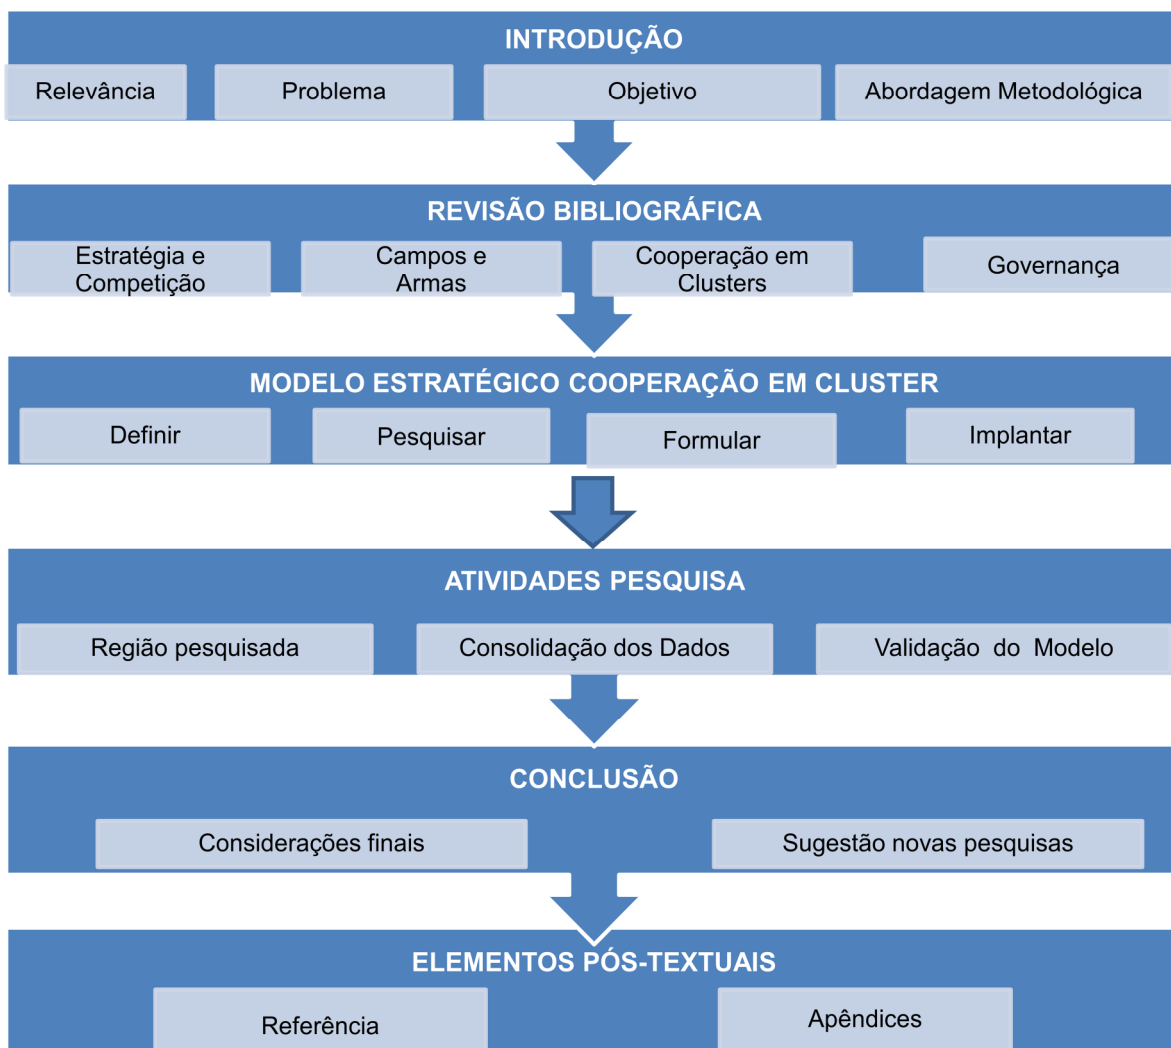 INTRODUÇÃO
Relevância
Problema
Objetivo
Abordagem Metodológica
REVISÃO BIBLIOGRÁFICA
Estratégia e
Competição
Campos e
Armas
Cooperação em
Clusters
Governança
MODELO ESTRATÉGICO COOPERAÇÃO EM CLUSTER
Definir
Pesquisar
Formular
Implantar
ATIVIDADES PESQUISA
Região pesquisada
Consolidação dos Dados
Validação do Modelo
CONCLUSÃO
Considerações finais
Sugestão novas pesquisas
ELEMENTOS PÓS-TEXTUAIS
Referência
Apêndices